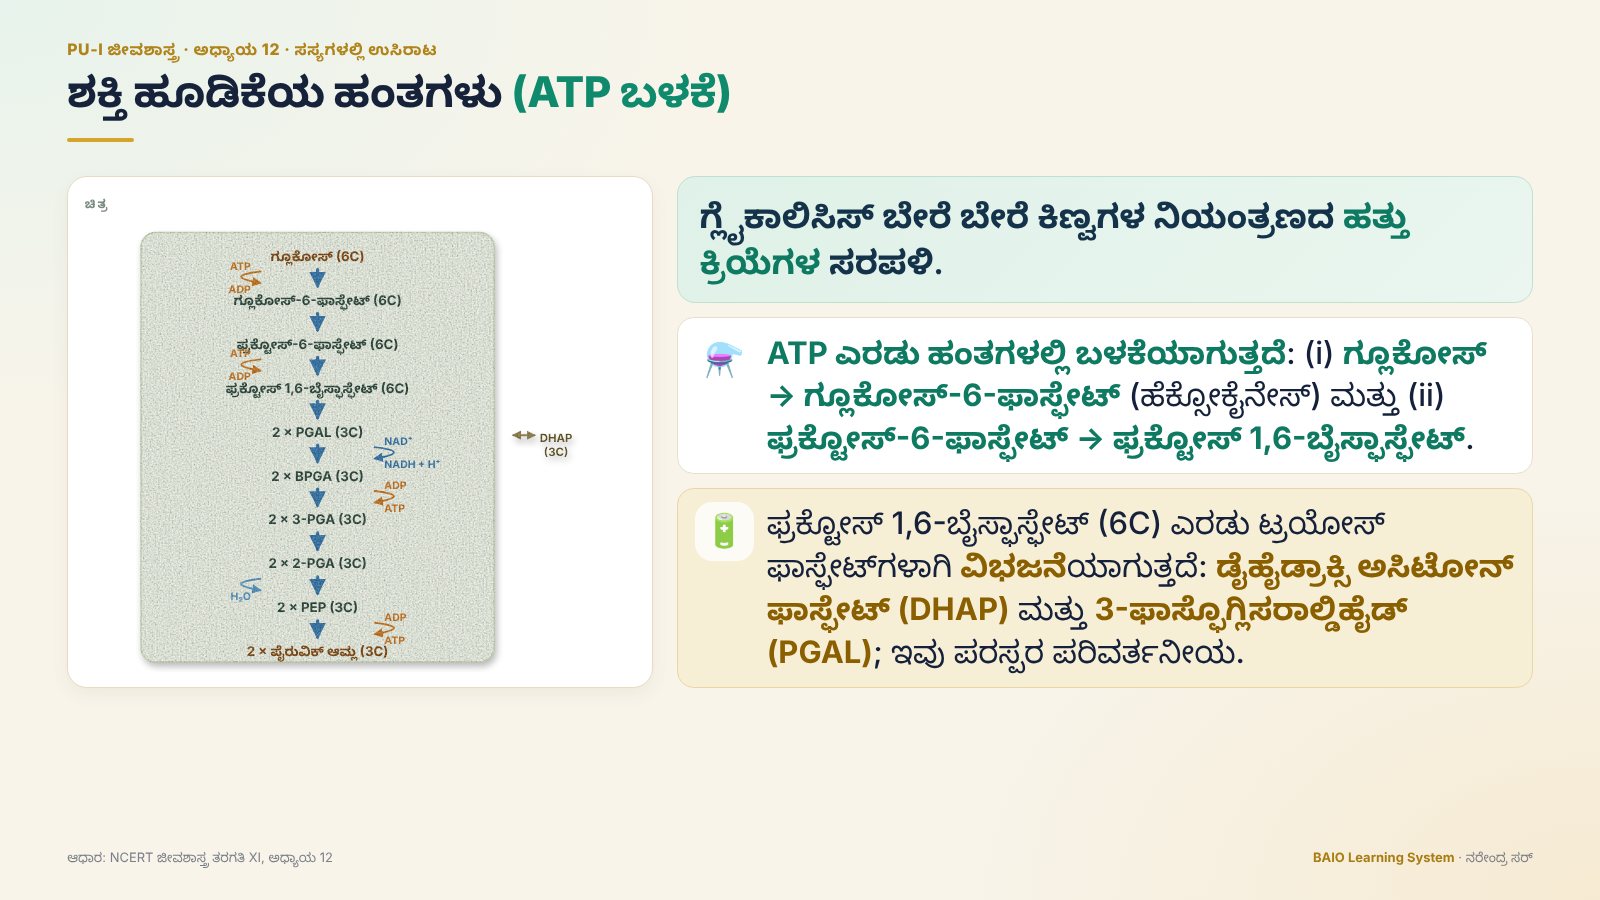 PU-I ಜೀವಶಾಸ್ತ್ರ · ಅಧ್ಯಾಯ 12 · ಸಸ್ಯಗಳಲ್ಲಿ ಉಸಿರಾಟ
ಶಕ್ತಿ ಹೂಡಿಕೆಯ ಹಂತಗಳು (ATP ಬಳಕೆ)
ಚಿತ್ರ
ಗ್ಲೂಕೋಸ್ (6C)
ATP
ADP
ಗ್ಲೂಕೋಸ್-6-ಫಾಸ್ಫೇಟ್ (6C)
ಫ್ರಕ್ಟೋಸ್-6-ಫಾಸ್ಫೇಟ್ (6C)
ATP
ADP
ಫ್ರಕ್ಟೋಸ್ 1,6-ಬೈಸ್ಫಾಸ್ಫೇಟ್ (6C)
2 × PGAL (3C)
DHAP
(3C)
NAD⁺
NADH + H⁺
2 × BPGA (3C)
ADP
ATP
2 × 3-PGA (3C)
2 × 2-PGA (3C)
H₂O
2 × PEP (3C)
ADP
ATP
2 × ಪೈರುವಿಕ್ ಆಮ್ಲ (3C)
ಗ್ಲೈಕಾಲಿಸಿಸ್ ಬೇರೆ ಬೇರೆ ಕಿಣ್ವಗಳ ನಿಯಂತ್ರಣದ ಹತ್ತು
ಕ್ರಿಯೆಗಳ ಸರಪಳಿ.
ATP ಎರಡು ಹಂತಗಳಲ್ಲಿ ಬಳಕೆಯಾಗುತ್ತದೆ: (i) ಗ್ಲೂಕೋಸ್
→ ಗ್ಲೂಕೋಸ್-6-ಫಾಸ್ಫೇಟ್ (ಹೆಕ್ಸೋಕೈನೇಸ್) ಮತ್ತು (ii)
ಫ್ರಕ್ಟೋಸ್-6-ಫಾಸ್ಫೇಟ್ → ಫ್ರಕ್ಟೋಸ್ 1,6-ಬೈಸ್ಫಾಸ್ಫೇಟ್.
ಫ್ರಕ್ಟೋಸ್ 1,6-ಬೈಸ್ಫಾಸ್ಫೇಟ್ (6C) ಎರಡು ಟ್ರಯೋಸ್
ಫಾಸ್ಫೇಟ್‌ಗಳಾಗಿ ವಿಭಜನೆಯಾಗುತ್ತದೆ: ಡೈಹೈಡ್ರಾಕ್ಸಿ ಅಸಿಟೋನ್
ಫಾಸ್ಫೇಟ್ (DHAP) ಮತ್ತು 3-ಫಾಸ್ಫೊಗ್ಲಿಸರಾಲ್ಡಿಹೈಡ್
(PGAL); ಇವು ಪರಸ್ಪರ ಪರಿವರ್ತನೀಯ.
ಆಧಾರ: NCERT ಜೀವಶಾಸ್ತ್ರ ತರಗತಿ XI, ಅಧ್ಯಾಯ 12
BAIO Learning System · ನರೇಂದ್ರ ಸರ್